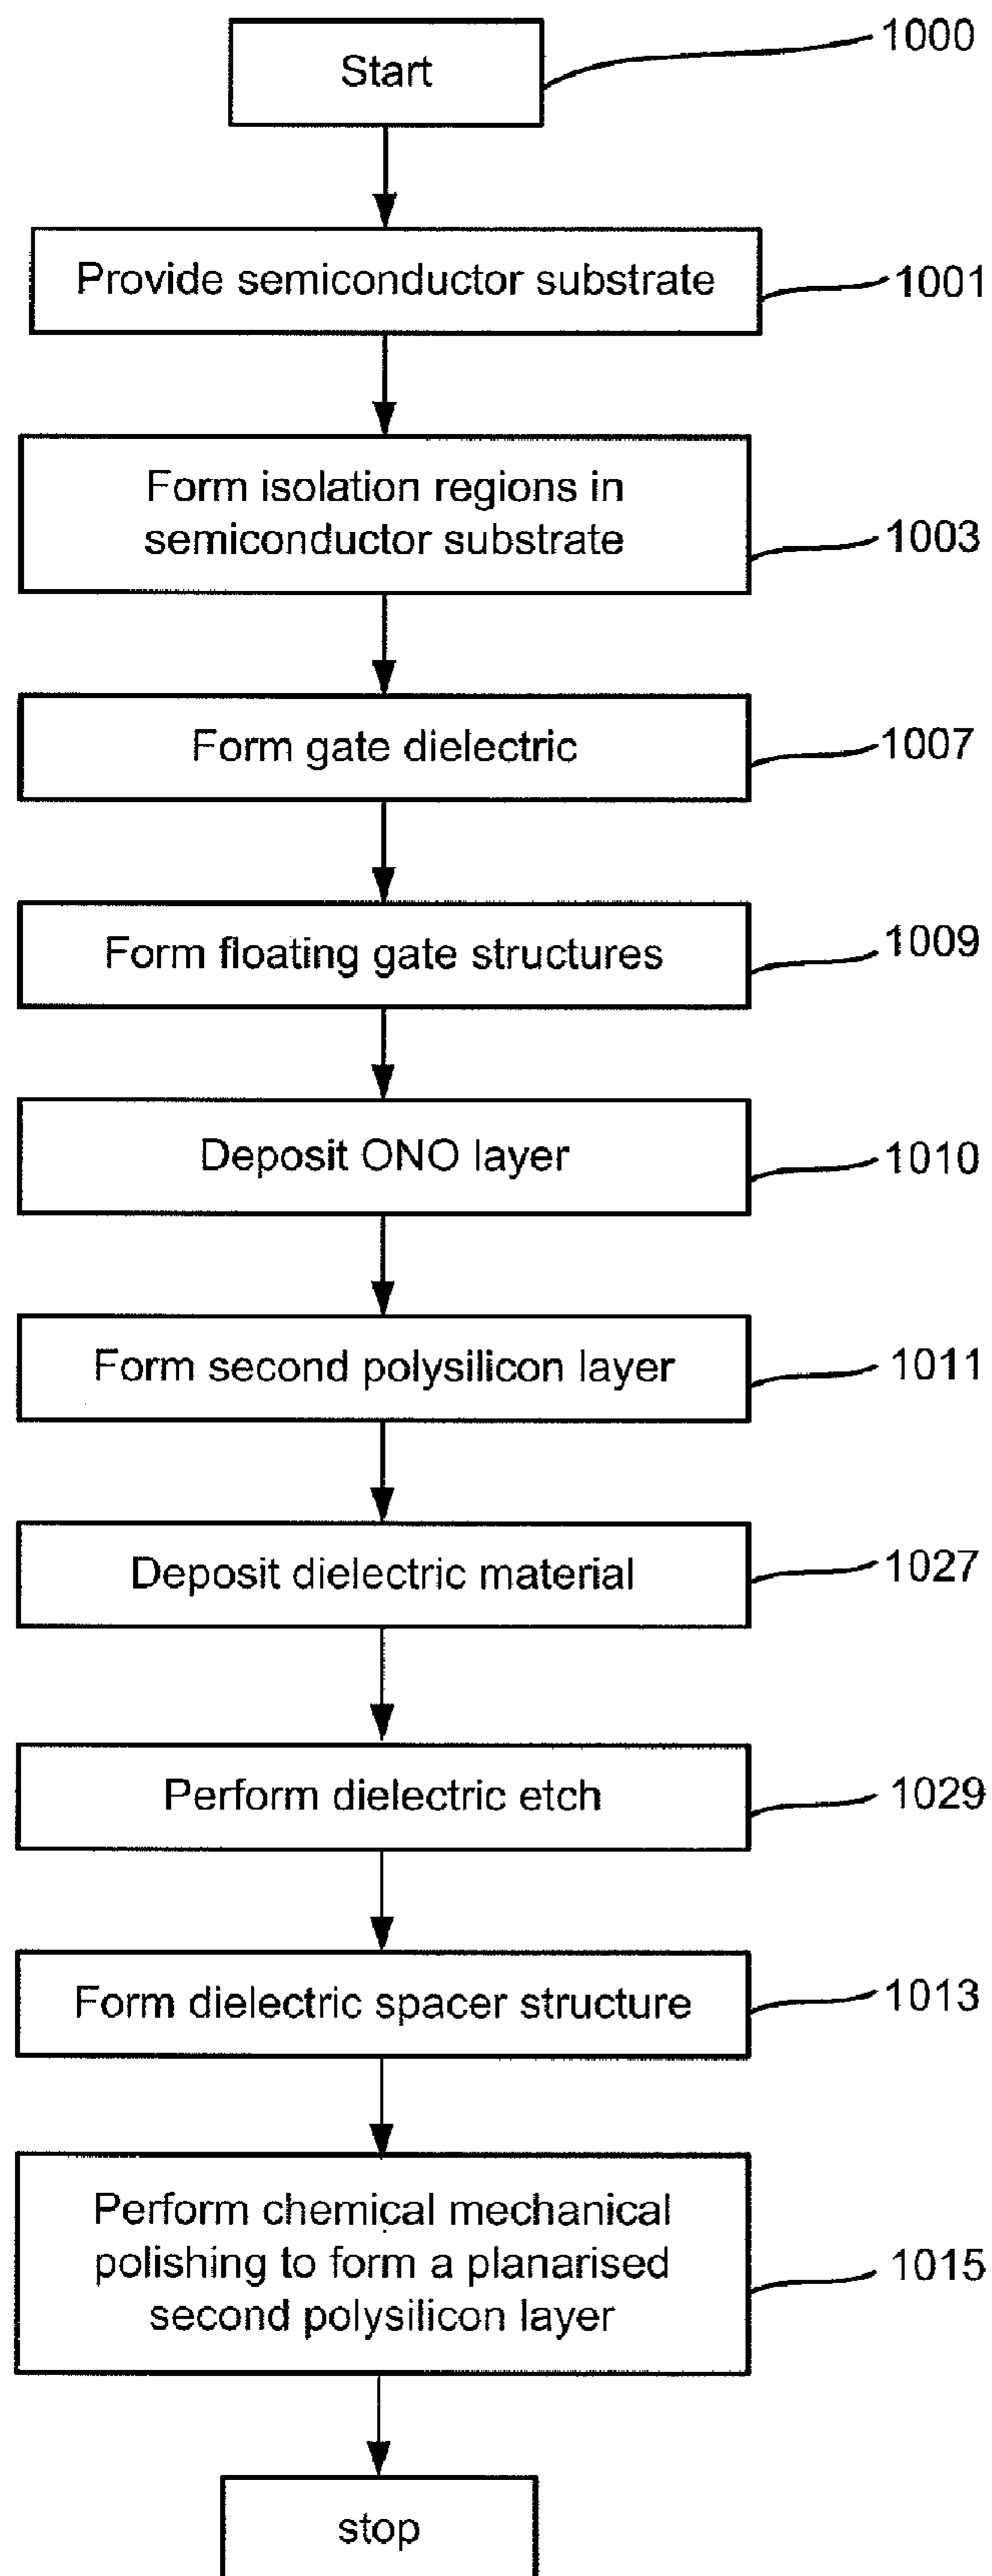 Start
1000
Provide semiconductor substrate
1001
Form isolation regions in
semiconductor substrate
1003
Form gate dielectric
1007
Form floating gate structures
1009
Deposit ONO layer
1010
Form second polysilicon layer
1011
Deposit dielectric material
1027
Perform dielectric etch
1029
Form dielectric spacer structure
1013
Perform chemical mechanical
polishing to form a planarised
second polysilicon layer
1015
stop